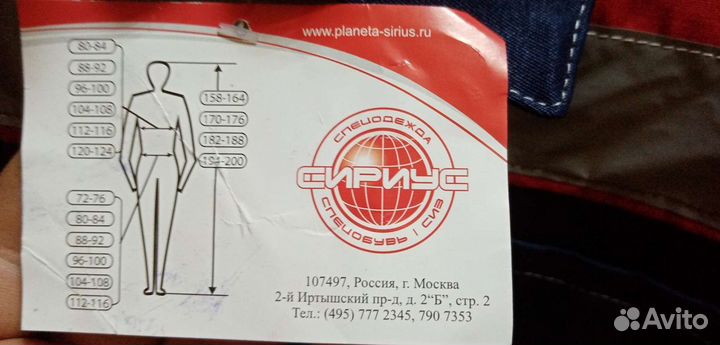 www.planeta-sirius.ru
80-84
88-92
96-100
104-108
112-116
120-124
158-164
170-176
182-188
194-200
72-76
80-84
88-92
96-100
104-108
112-116
СПЕЦОДЕЖДА
СИРИУС
СПЕЦОБУВЬ | СИЗ
107497, Россия, г. Москва
2-й Иртышский пр-д, д. 2“Б”, стр. 2
Тел.: (495) 777 2345, 790 7353
Avito